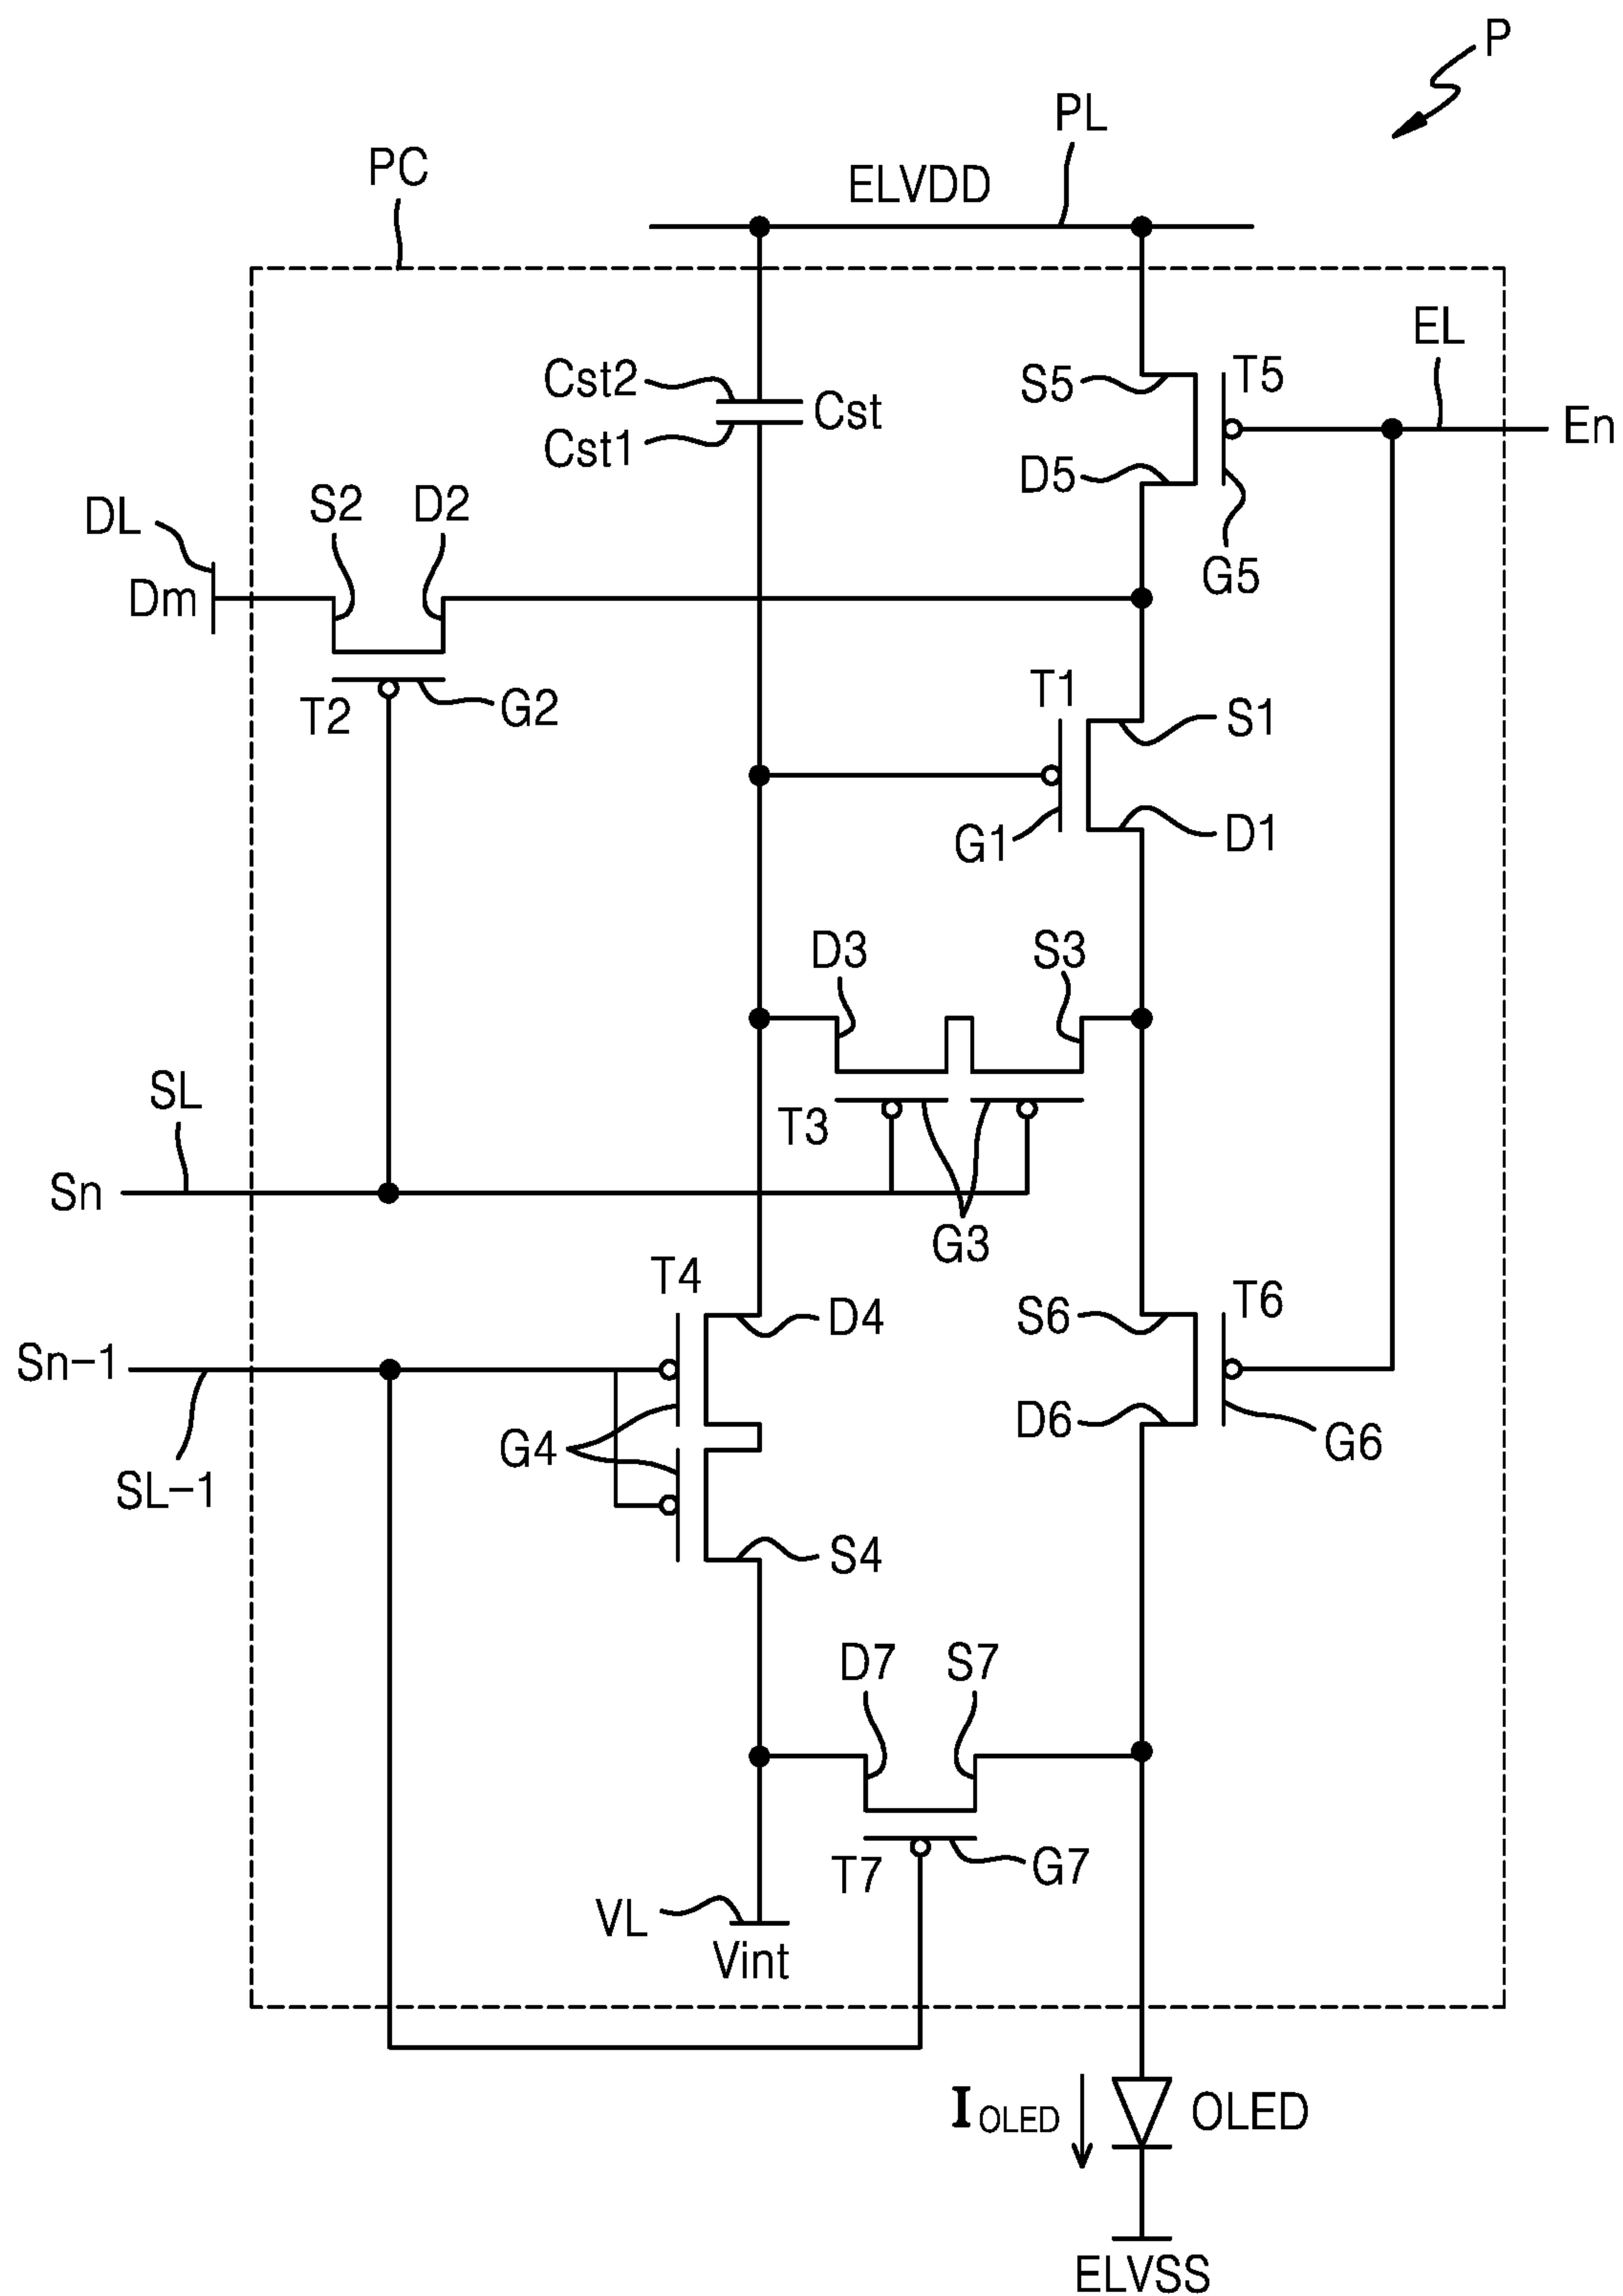 P
PL
PC
ELVDD
EL
Cst2
Cst
S5
T5
En
Cst1
D5
S2
D2
DL
G5
Dm
T1
T2
G2
S1
G1
D1
D3
S3
SL
T3
Sn
G3
T4
D4
S6
T6
Sn-1
D6
G4
G6
SL-1
S4
D7
S7
T7
G7
VL
Vint
IOLED
OLED
ELVSS